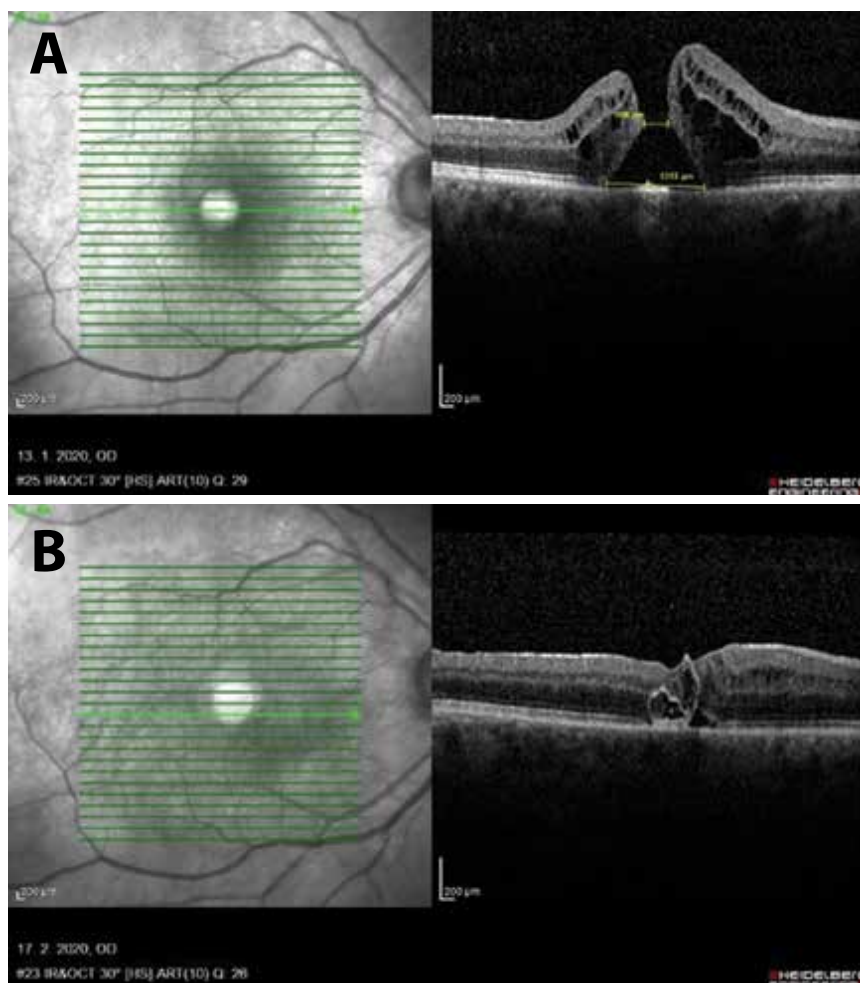 A
200 µm
200 µm
13. 1. 2020, OD
#25 IR&OCT 30° [HS] ART(10) Q: 29
HEIDELBERG
B
200 µm
200 µm
17. 2. 2020, OD
#23 IR&OCT 30° [HS] ART(10) Q: 26
HEIDELBERG